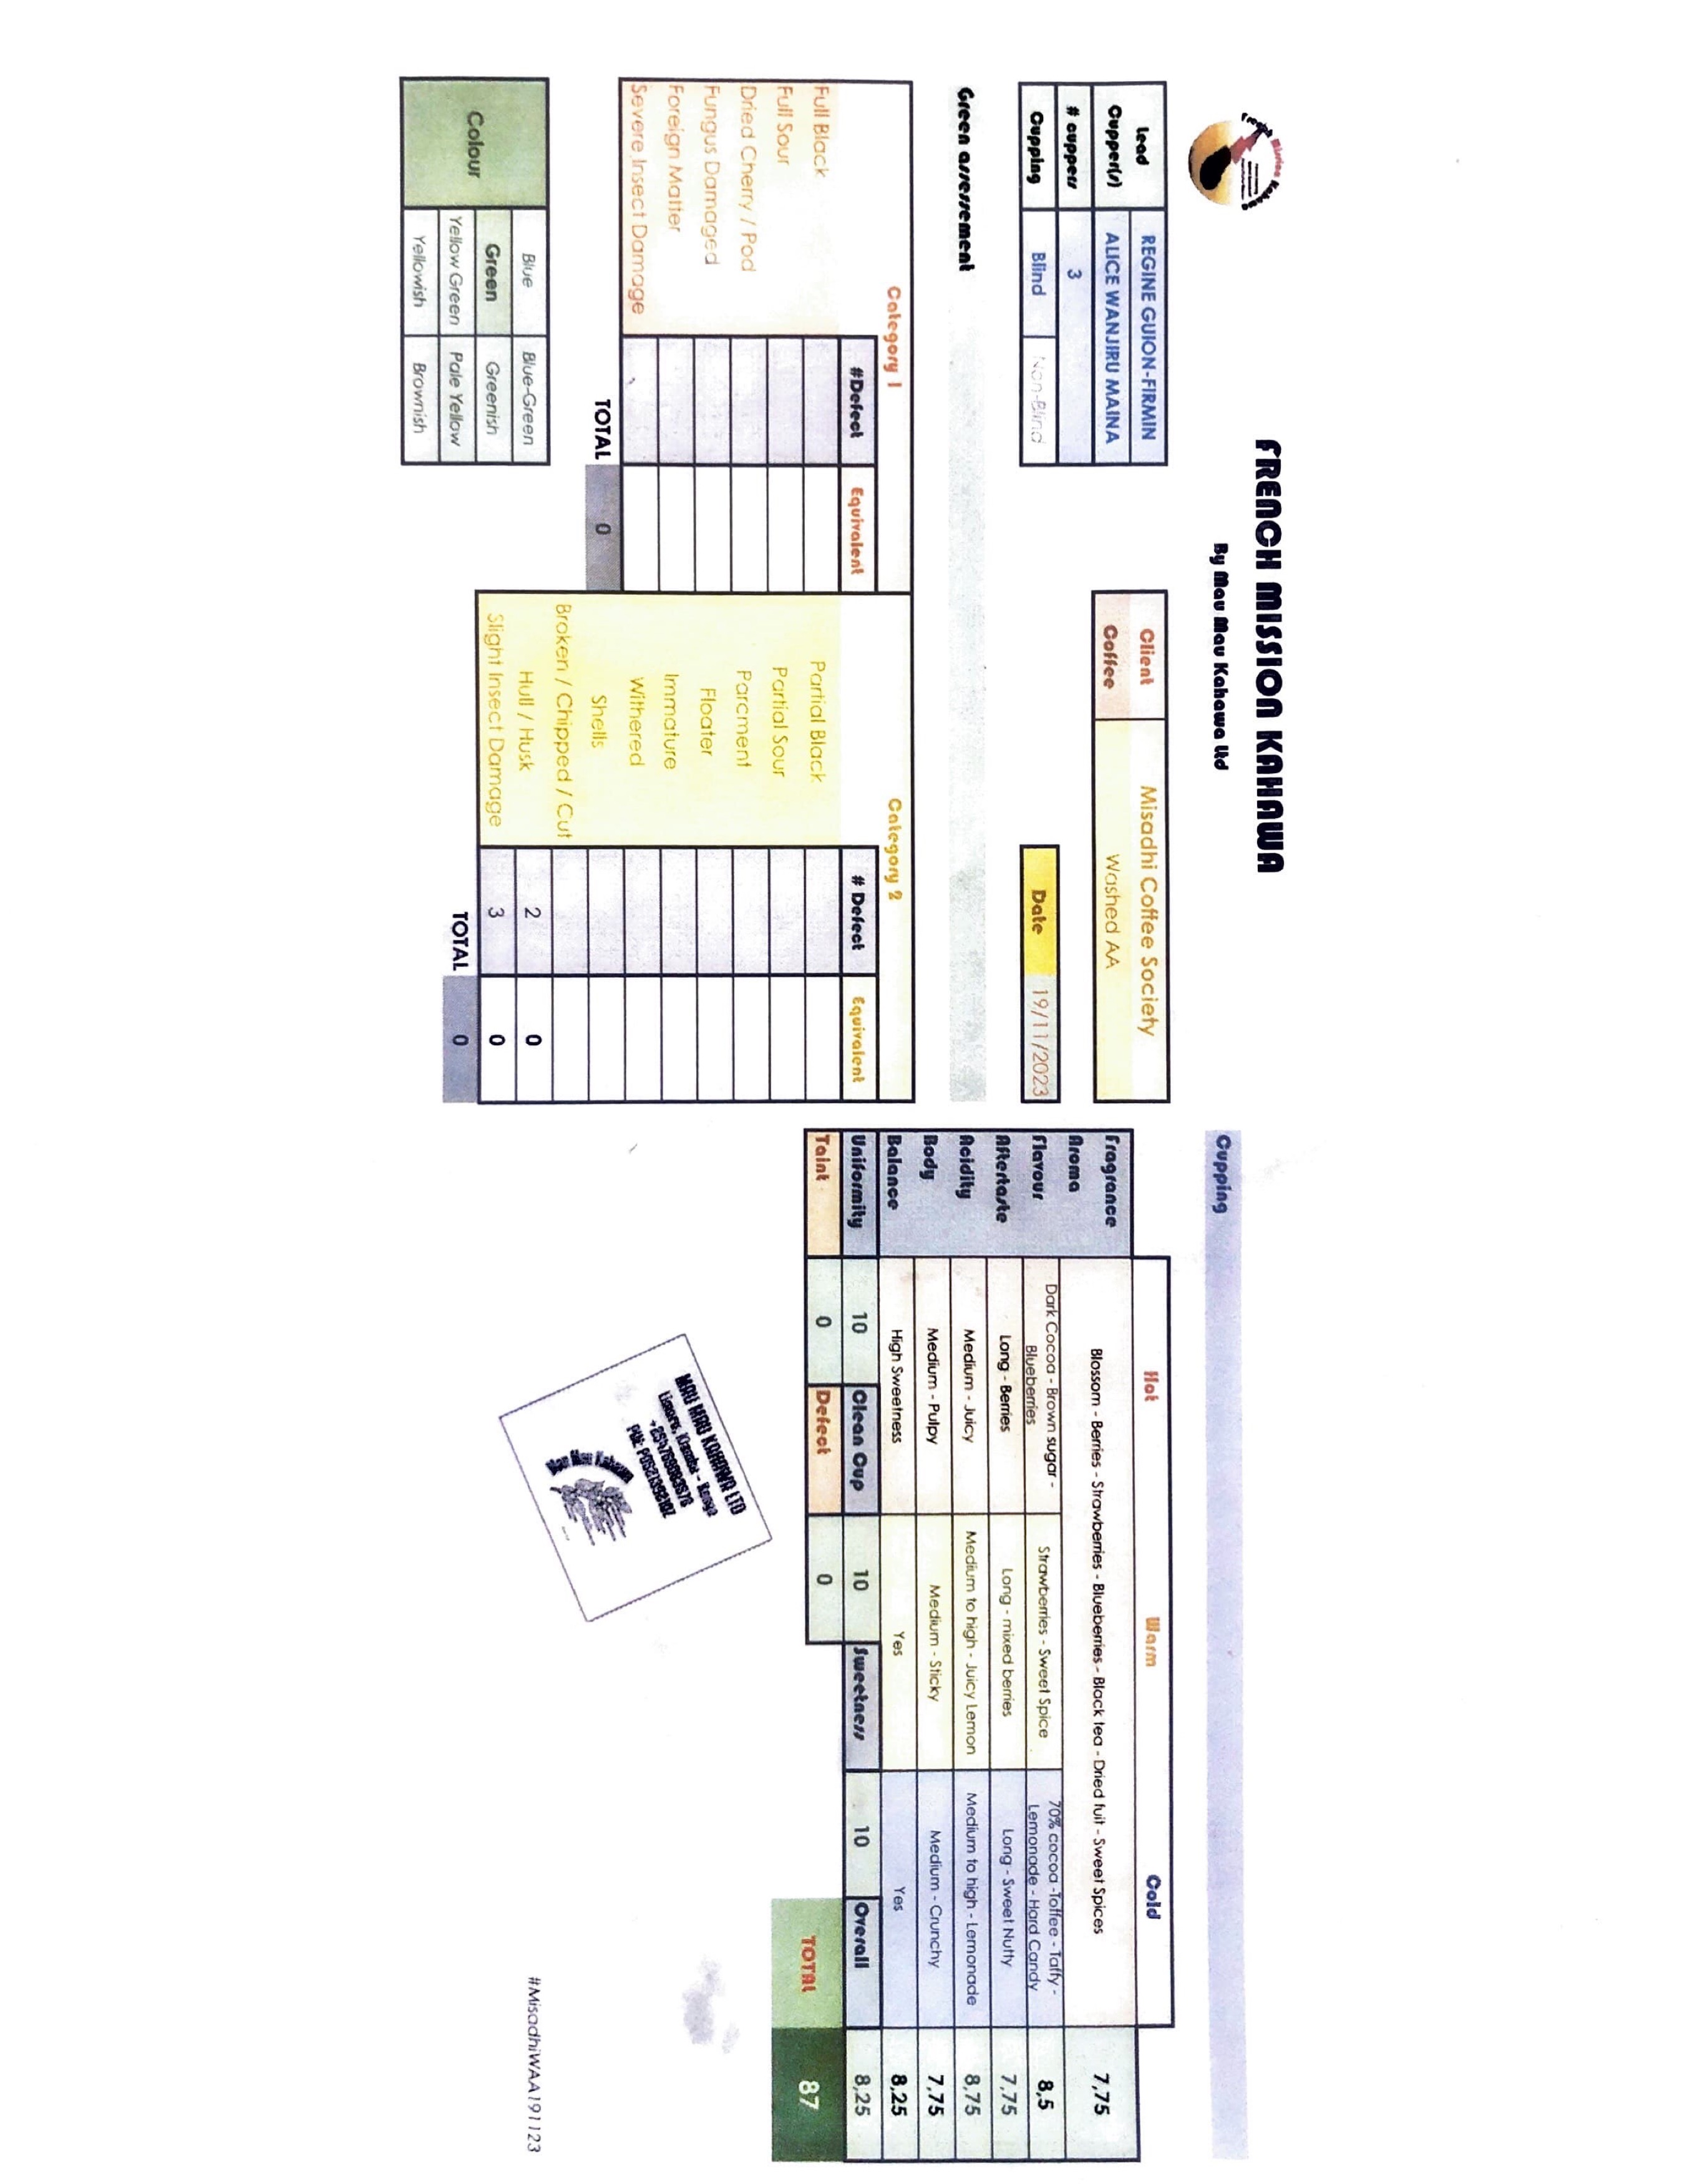 FRENCH MISSION KAHAWA
By Mau Mau Kahawa Ltd
Lead Cupper(s) REGINE GUION-FIRMIN
ALICE WANJIRU MAINA
# cuppers 3
Cupping Blind Non-Blind
Client Misadhi Coffee Society
Coffee Washed AA
Date 19/11/2023
Green assessement
Category 1
#Defect Equivalent
Full Black
Full Sour
Dried Cherry / Pod
Fungus Damaged
Foreign Matter
Severe Insect Damage
TOTAL 0
Category 2
# Defect Equivalent
Partial Black
Partial Sour
Parcment
Floater
Immature
Withered
Shells
Broken / Chipped / Cut
Hull / Husk 2 0
Slight Insect Damage 3 0
TOTAL 0
Colour
Blue Blue-Green
Green Greenish
Yellow Green Pale Yellow
Yellowish Brownish
Cupping
Hot Warm Cold
Fragrance
Aroma
Blossom - Berries - Strawberries - Blueberries - Black tea - Dried fuit - Sweet Spices 7,75
Flavour Dark Cocoa - Brown sugar - Blueberries Strawberries - Sweet Spice 70% cocoa -Toffee - Taffy - Lemonade - Hard Candy 8,5
Aftertaste Long - Berries Long - mixed berries Long - Sweet Nutty 7,75
Acidity Medium - Juicy Medium to high - Juicy Lemon Medium to high - Lemonade 8,75
Body Medium - Pulpy Medium - Sticky Medium - Crunchy 7,75
Balance High Sweetness Yes Yes 8,25
Uniformity 10 Clean Cup 10 Sweetness 10 Overall 8,25
Taint 0 Defect 0
TOTAL 87
MAU MAU KAHAWA LTD
Mau Mau Kahawa
#MisadhiWAA191123